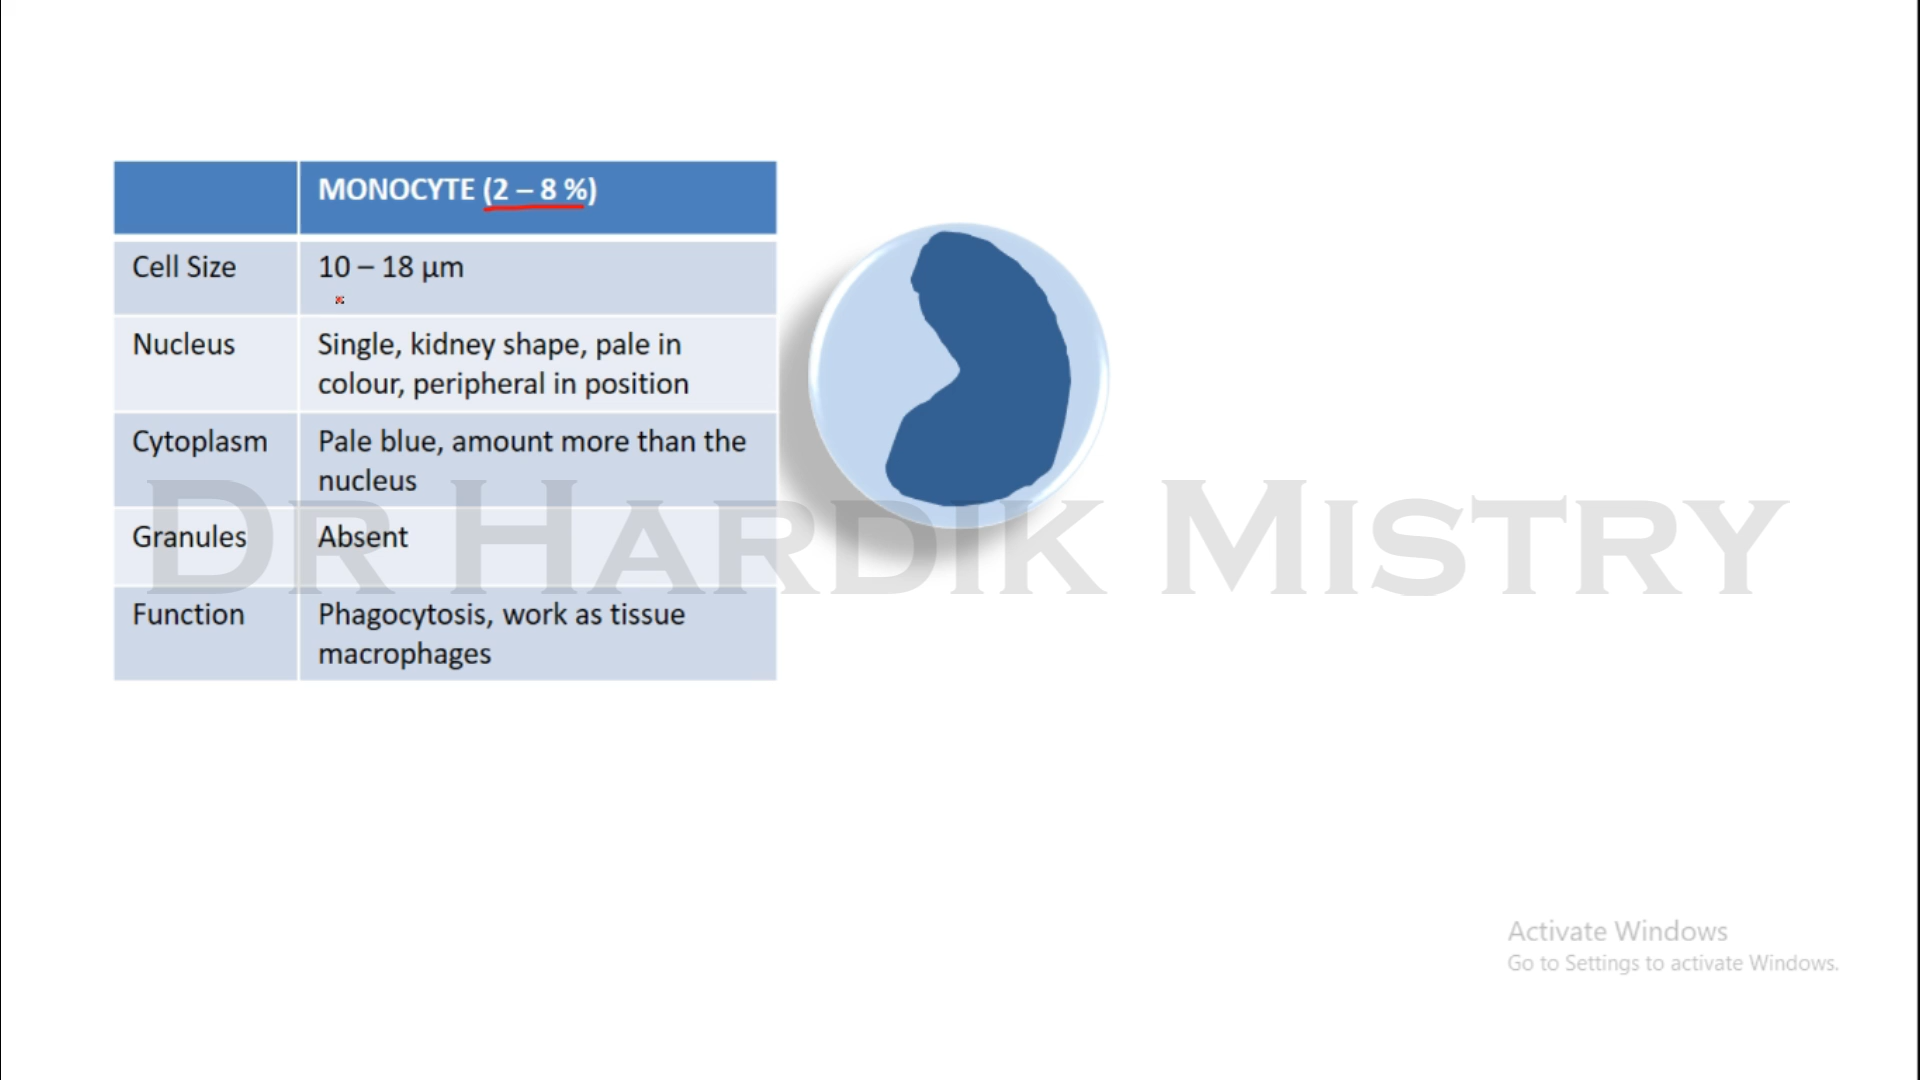 MONOCYTE (2 – 8 %)
Cell Size 10 – 18 µm
Nucleus Single, kidney shape, pale in
colour, peripheral in position
Cytoplasm Pale blue, amount more than the
nucleus
Granules Absent
Function Phagocytosis, work as tissue
macrophages
DR HARDIK MISTRY
Activate Windows
Go to Settings to activate Windows.